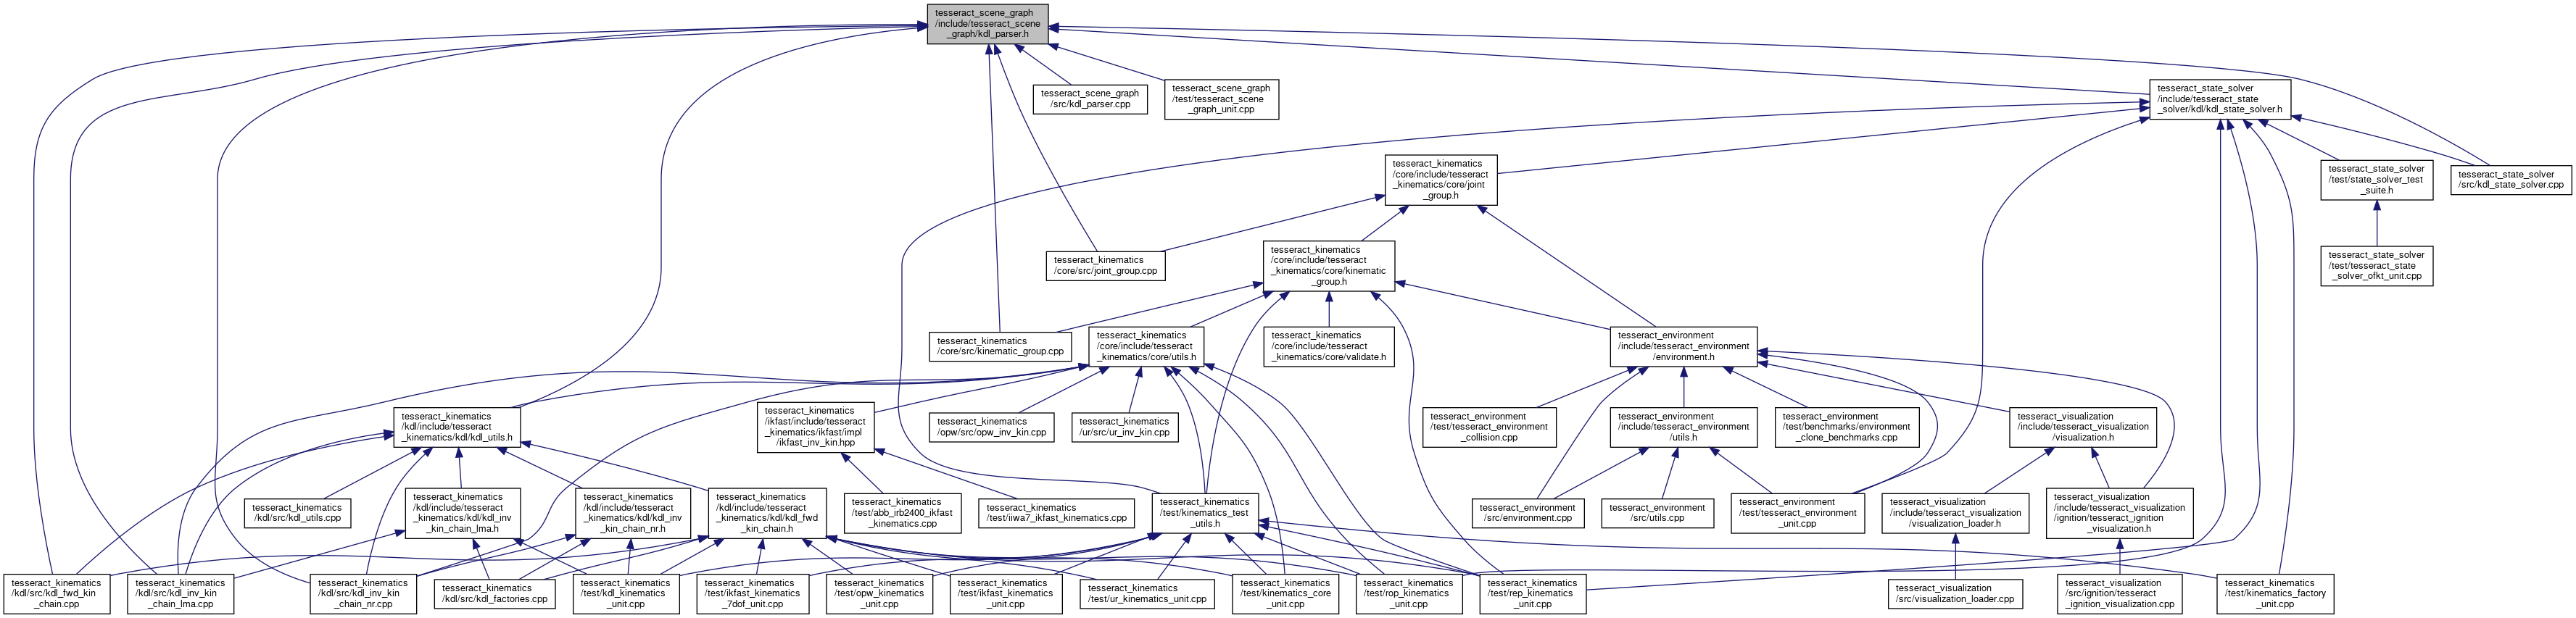 tesseract_scene_graph
/include/tesseract_scene
_graph/kdl_parser.h
tesseract_scene_graph
/src/kdl_parser.cpp
tesseract_scene_graph
/test/tesseract_scene
_graph_unit.cpp
tesseract_state_solver
/include/tesseract_state
_solver/kdl/kdl_state_solver.h
tesseract_kinematics
/core/include/tesseract
_kinematics/core/joint
_group.h
tesseract_state_solver
/test/state_solver_test
_suite.h
tesseract_state_solver
/src/kdl_state_solver.cpp
tesseract_kinematics
/core/src/joint_group.cpp
tesseract_kinematics
/core/include/tesseract
_kinematics/core/kinematic
_group.h
tesseract_state_solver
/test/tesseract_state
_solver_ofkt_unit.cpp
tesseract_kinematics
/core/src/kinematic_group.cpp
tesseract_kinematics
/core/include/tesseract
_kinematics/core/utils.h
tesseract_kinematics
/core/include/tesseract
_kinematics/core/validate.h
tesseract_environment
/include/tesseract_environment
/environment.h
tesseract_kinematics
/kdl/include/tesseract
_kinematics/kdl/kdl_utils.h
tesseract_kinematics
/ikfast/include/tesseract
_kinematics/ikfast/impl
/ikfast_inv_kin.hpp
tesseract_kinematics
/opw/src/opw_inv_kin.cpp
tesseract_kinematics
/ur/src/ur_inv_kin.cpp
tesseract_environment
/test/tesseract_environment
_collision.cpp
tesseract_environment
/include/tesseract_environment
/utils.h
tesseract_environment
/test/benchmarks/environment
_clone_benchmarks.cpp
tesseract_visualization
/include/tesseract_visualization
/visualization.h
tesseract_kinematics
/kdl/src/kdl_utils.cpp
tesseract_kinematics
/kdl/include/tesseract
_kinematics/kdl/kdl_inv
_kin_chain_lma.h
tesseract_kinematics
/kdl/include/tesseract
_kinematics/kdl/kdl_inv
_kin_chain_nr.h
tesseract_kinematics
/kdl/include/tesseract
_kinematics/kdl/kdl_fwd
_kin_chain.h
tesseract_kinematics
/test/abb_irb2400_ikfast
_kinematics.cpp
tesseract_kinematics
/test/iiwa7_ikfast_kinematics.cpp
tesseract_kinematics
/test/kinematics_test
_utils.h
tesseract_environment
/src/environment.cpp
tesseract_environment
/src/utils.cpp
tesseract_environment
/test/tesseract_environment
_unit.cpp
tesseract_visualization
/include/tesseract_visualization
/visualization_loader.h
tesseract_visualization
/include/tesseract_visualization
/ignition/tesseract_ignition
_visualization.h
tesseract_kinematics
/kdl/src/kdl_fwd_kin
_chain.cpp
tesseract_kinematics
/kdl/src/kdl_inv_kin
_chain_lma.cpp
tesseract_kinematics
/kdl/src/kdl_inv_kin
_chain_nr.cpp
tesseract_kinematics
/kdl/src/kdl_factories.cpp
tesseract_kinematics
/test/kdl_kinematics
_unit.cpp
tesseract_kinematics
/test/ikfast_kinematics
_7dof_unit.cpp
tesseract_kinematics
/test/opw_kinematics
_unit.cpp
tesseract_kinematics
/test/ikfast_kinematics
_unit.cpp
tesseract_kinematics
/test/ur_kinematics_unit.cpp
tesseract_kinematics
/test/kinematics_core
_unit.cpp
tesseract_kinematics
/test/rop_kinematics
_unit.cpp
tesseract_kinematics
/test/rep_kinematics
_unit.cpp
tesseract_visualization
/src/visualization_loader.cpp
tesseract_visualization
/src/ignition/tesseract
_ignition_visualization.cpp
tesseract_kinematics
/test/kinematics_factory
_unit.cpp